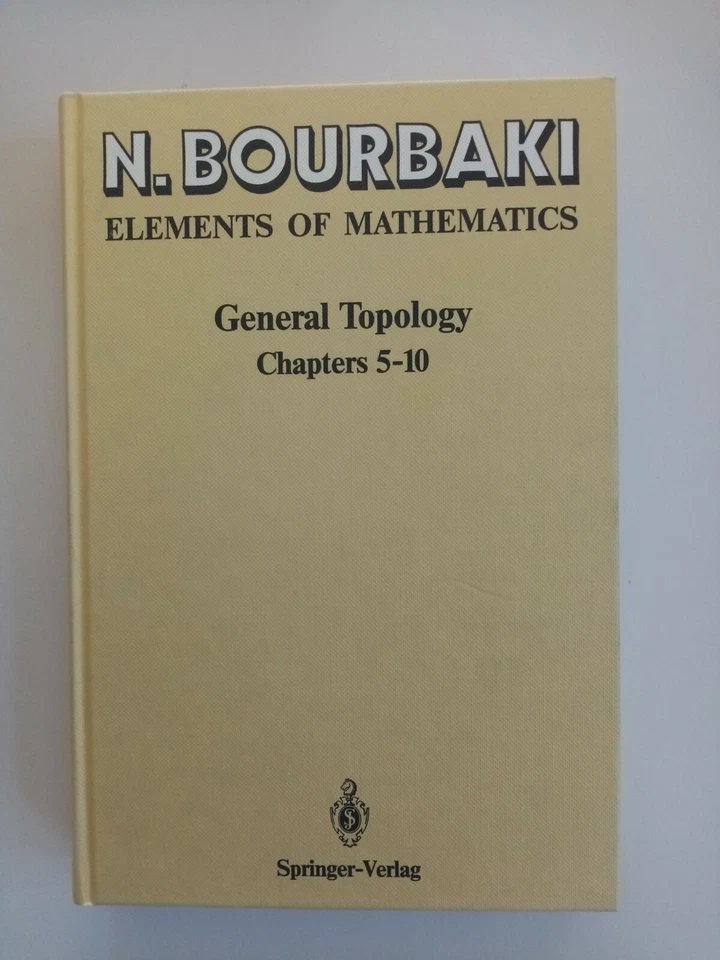 N. BOURBAKI
ELEMENTS OF MATHEMATICS
General Topology
Chapters 5-10
Springer-Verlag